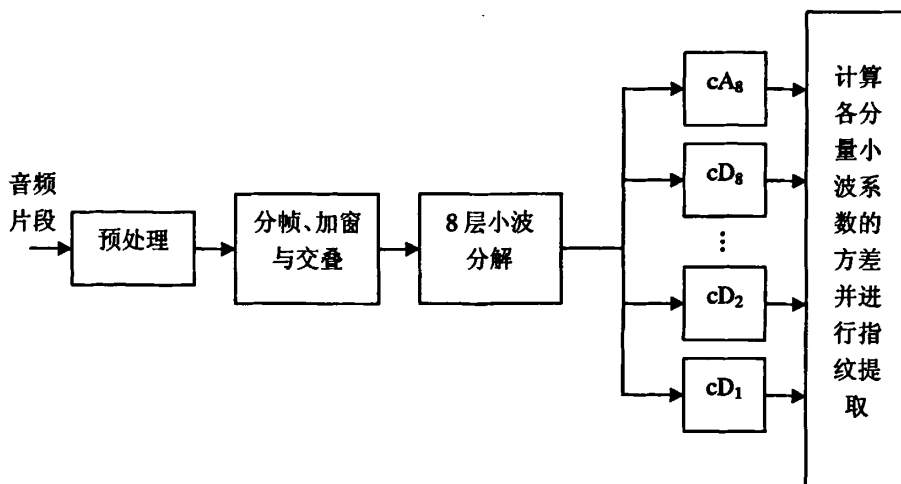 音频
片段
预处理
分帧、加窗
与交叠
8层小波
分解
cA₈
cD₈
⋯
cD₂
cD₁
计算
各分
量小
波系
数的
方差
并进
行指
纹提
取